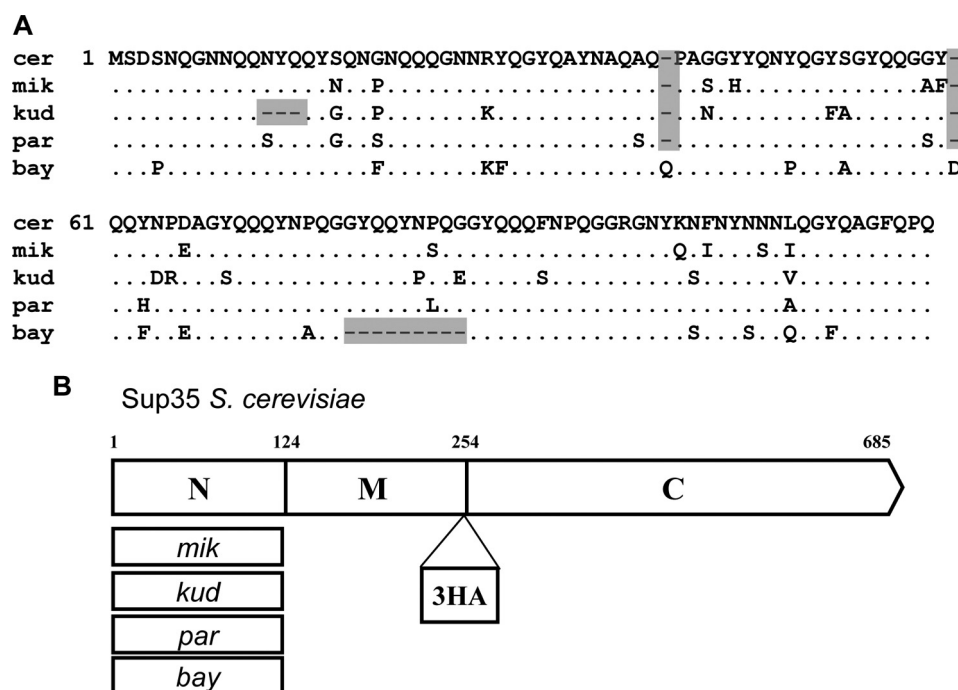 A
cer 1 MSDSNQGNNQQNYQQYSQNGNQQQGNNRYQGYQAYNAQAQ-PAGGYYQNYQGYSGYQQGGY-
mik ................N..P....................-..S.H.............AF-
kud ...........---..G..P.......K............-..N........FA.......-
par ...........S....G..S..................S.-..................S.-
bay ...P...............F.......KF...........Q........P...A.......D
cer 61 QQYNPDAGYQQQYNPQGGYQQYNPQGGYQQQFNPQGGRGNYKNFNYNNNLQGYQAGFQPQ
mik .....E.................S.................Q.I...S.I..........
kud ...DR...S.............P..E.....S..........S......V..........
par ..H....................L.........................A..........
bay ..F..E........A..---------................S...S..Q..F.......
B
Sup35 S. cerevisiae
1 124 254 685
N M C
mik
kud
3HA
par
bay